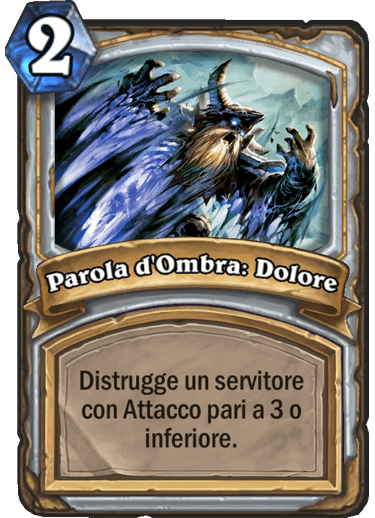 2
Parola d'Ombra: Dolore
Distrugge un servitore
con Attacco pari a 3 o
inferiore.